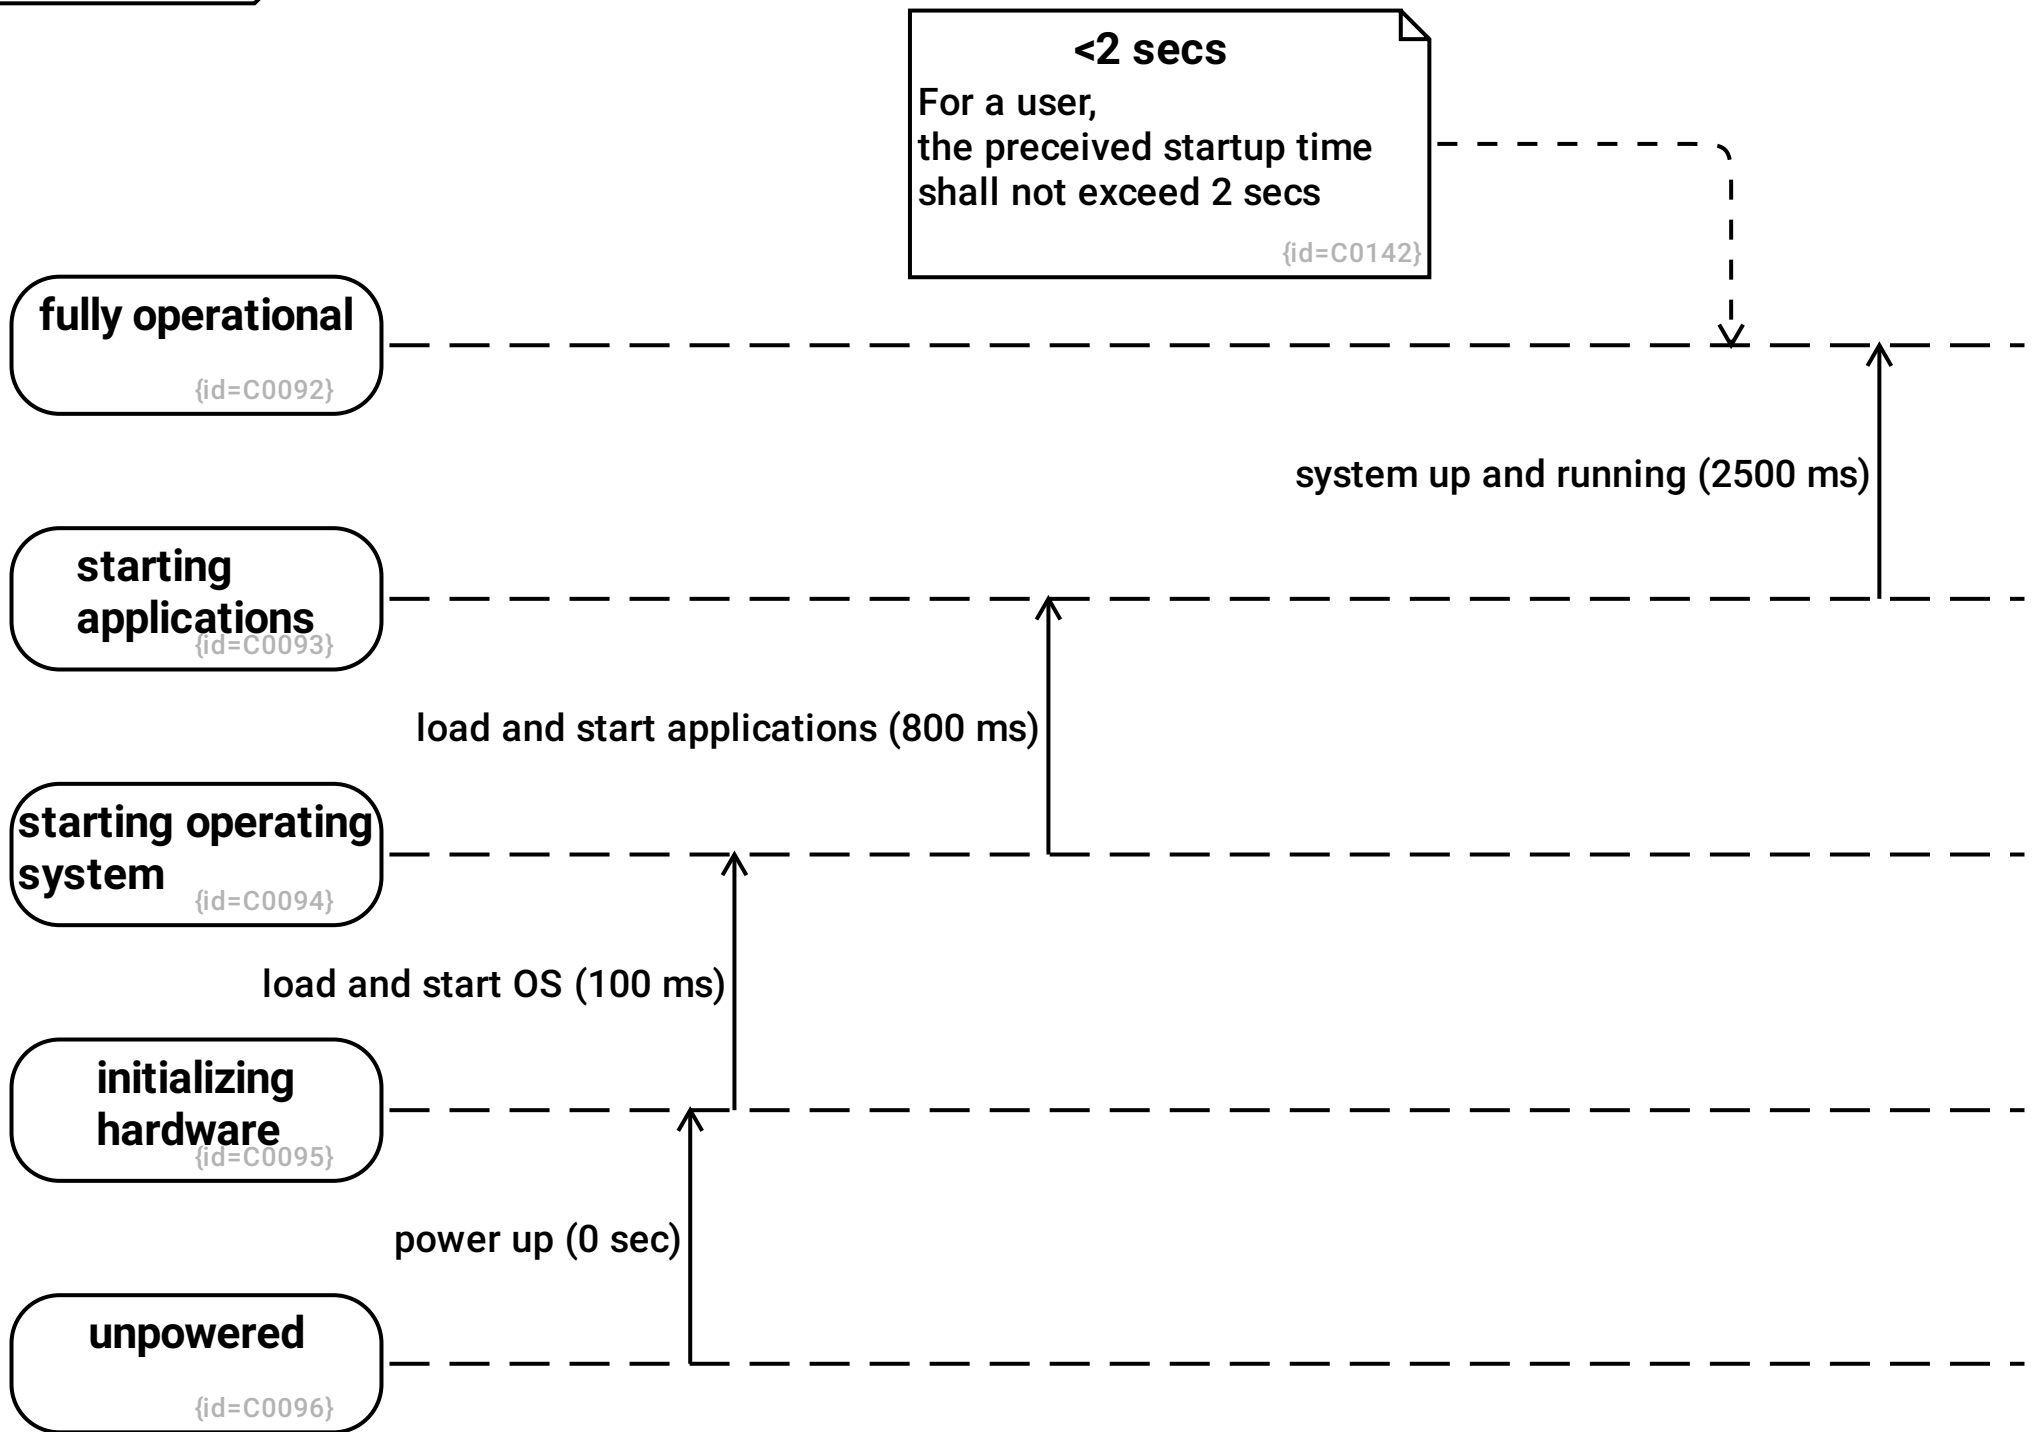 <2 secs
For a user,
the preceived startup time
shall not exceed 2 secs
{id=C0142}
fully operational
{id=C0092}
system up and running (2500 ms)
starting
applications
{id=C0093}
load and start applications (800 ms)
starting operating
system
{id=C0094}
load and start OS (100 ms)
initializing
hardware
{id=C0095}
power up (0 sec)
unpowered
{id=C0096}